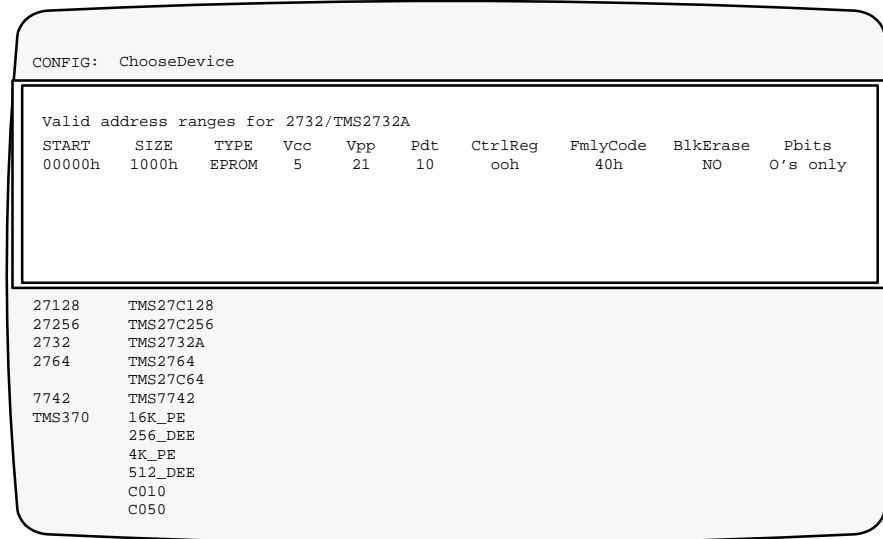 CONFIG: ChooseDevice
Valid address ranges for 2732/TMS2732A
START SIZE TYPE Vcc Vpp Pdt CtrlReg FmlyCode BlkErase Pbits
00000h 1000h EPROM 5 21 10 ooh 40h NO O's only
27128 TMS27C128
27256 TMS27C256
2732 TMS2732A
2764 TMS2764
TMS27C64
7742 TMS7742
TMS370 16K_PE
256_DEE
4K_PE
512_DEE
C010
C050